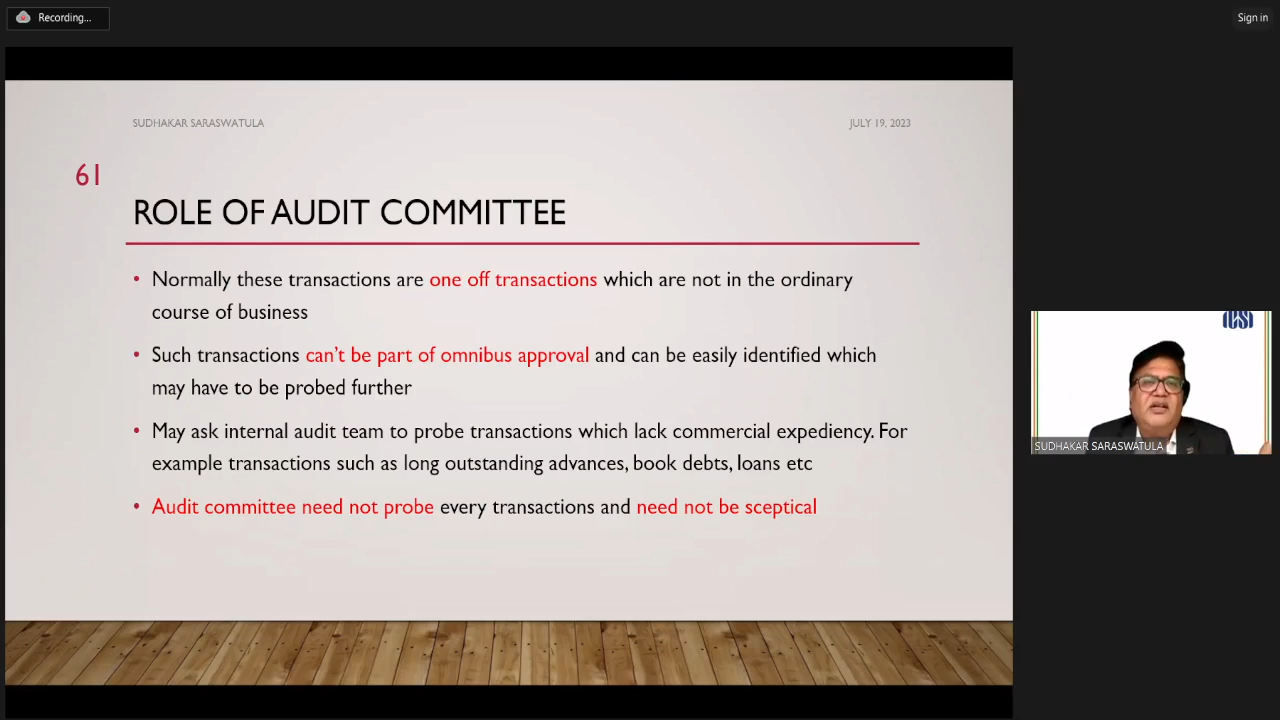 Recording...
Sign in
SUDHAKAR SARASWATULA
JULY 19, 2023
61
ROLE OF AUDIT COMMITTEE
• Normally these transactions are one off transactions which are not in the ordinary
course of business
• Such transactions can't be part of omnibus approval and can be easily identified which
may have to be probed further
• May ask internal audit team to probe transactions which lack commercial expediency. For
example transactions such as long outstanding advances, book debts, loans etc
• Audit committee need not probe every transactions and need not be sceptical
ICSI
SUDHAKAR SARASWATULA